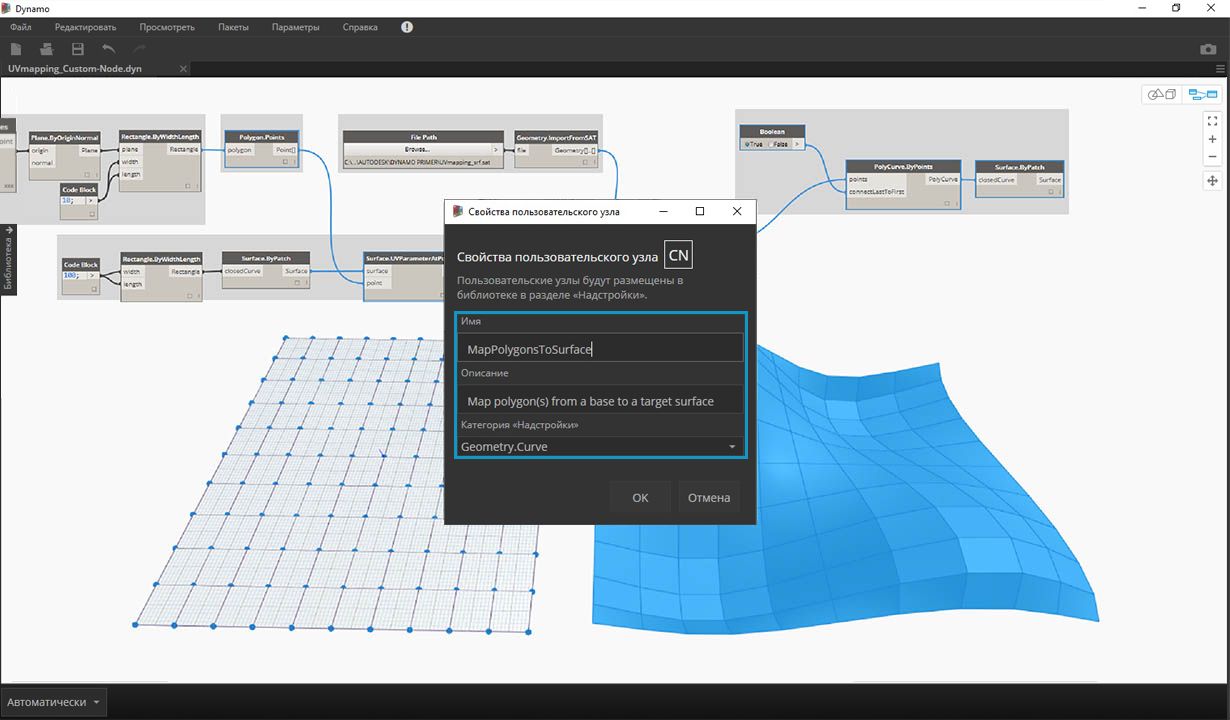 Dynamo
Файл Редактировать Просмотреть Пакеты Параметры Справка
UVmapping_Custom-Node.dyn
Plane.ByOriginNormal
origin Plane
normal
Rectangle.ByWidthLength
plane Rectangle
width
length
Code Block
10; >
Polygon.Points
polygon Point[]
File Path
Browse... >
C:\...\AUTODESK\DYNAMO PRIMER\UVmapping_srf.sat
Geometry.ImportFromSAT
file Geometry[]..[]
Boolean
True False >
PolyCurve.ByPoints
points PolyCurve
connectLastToFirst
Surface.ByPatch
closedCurve Surface
Библиотека
Code Block
100; >
Rectangle.ByWidthLength
width Rectangle
length
Surface.ByPatch
closedCurve Surface
Surface.UVParameterAtP
surface
point
Свойства пользовательского узла
Свойства пользовательского узла CN
Пользовательские узлы будут размещены в
библиотеке в разделе «Надстройки».
Имя
MapPolygonsToSurface
Описание
Map polygon(s) from a base to a target surface
Категория «Надстройки»
Geometry.Curve
OK Отмена
Автоматически